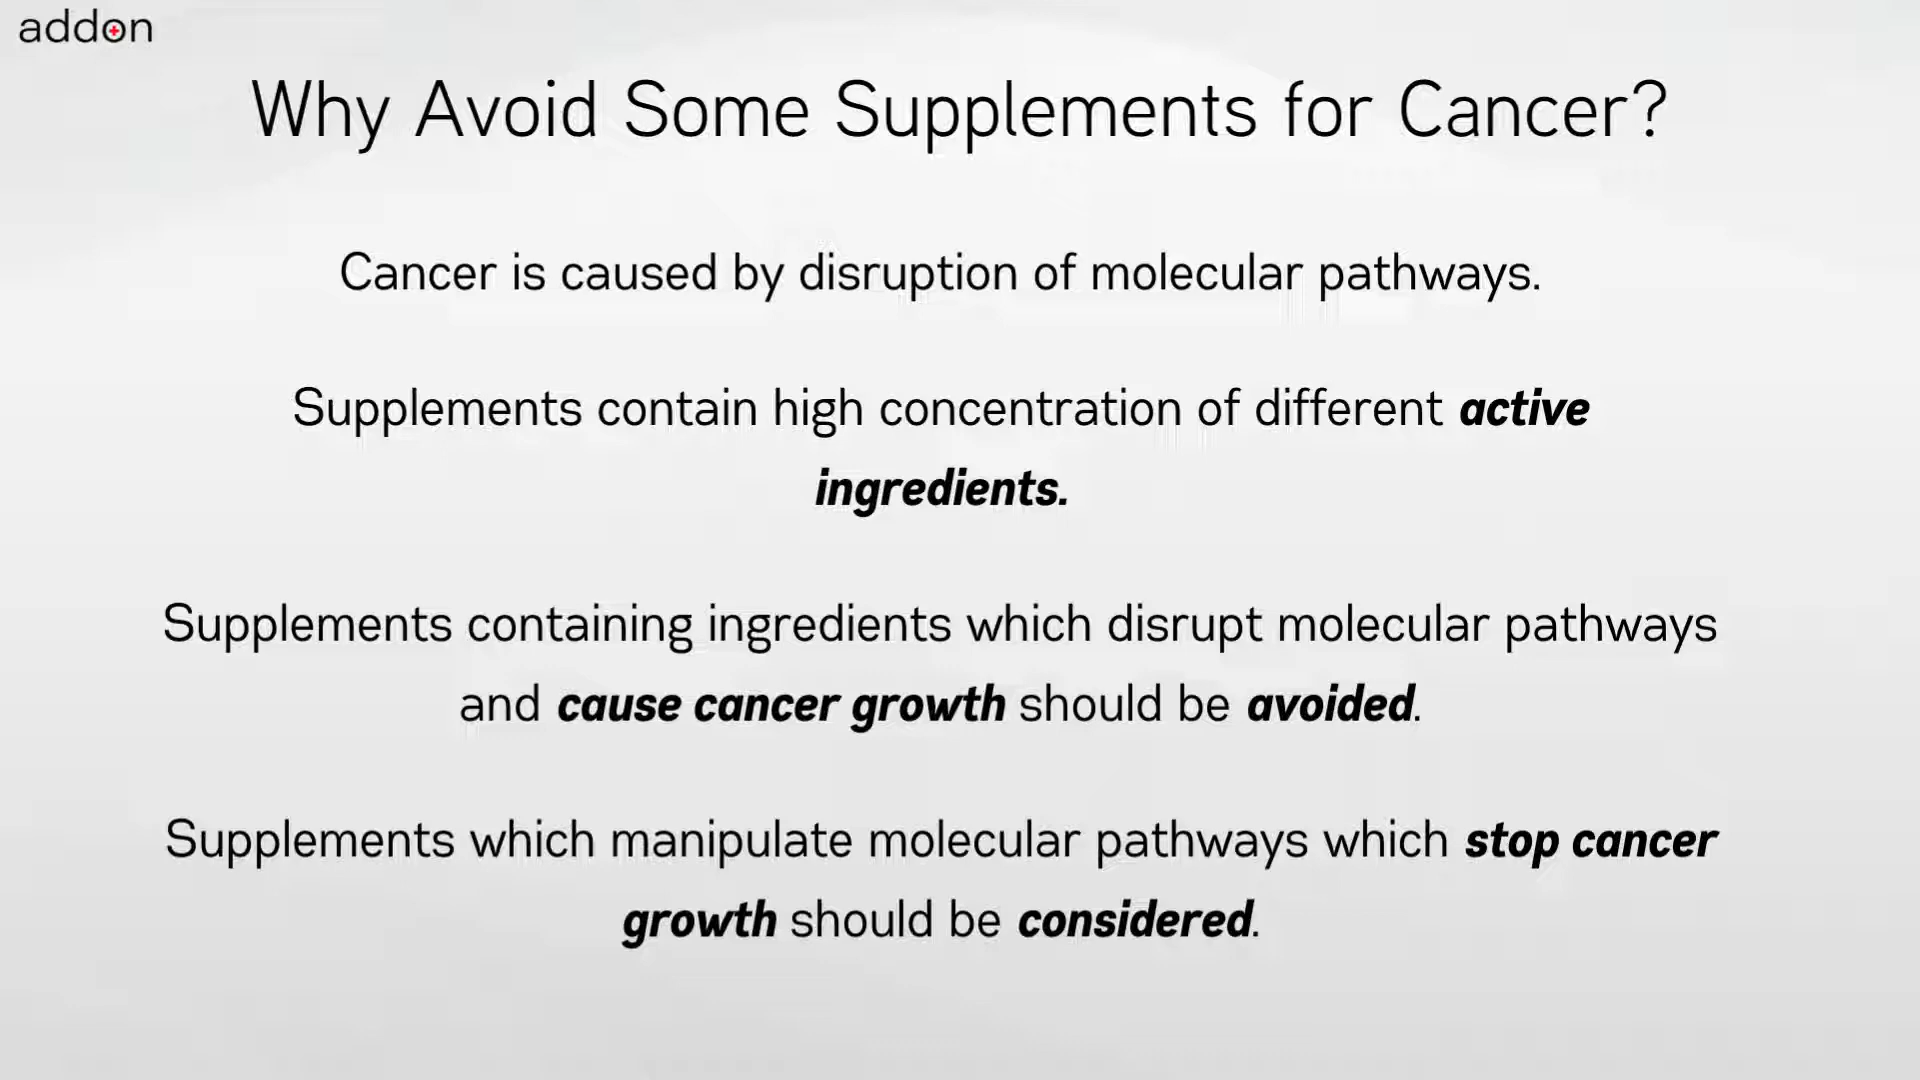 addon
Why Avoid Some Supplements for Cancer?
Cancer is caused by disruption of molecular pathways.
Supplements contain high concentration of different active
ingredients.
Supplements containing ingredients which disrupt molecular pathways
and cause cancer growth should be avoided.
Supplements which manipulate molecular pathways which stop cancer
growth should be considered.